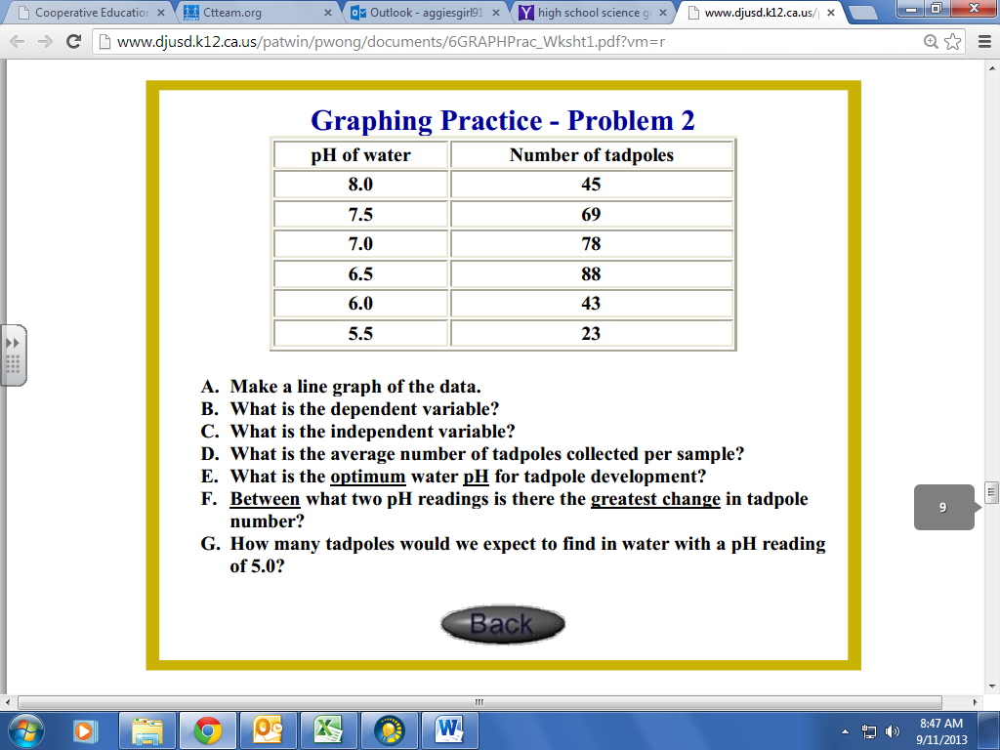 Cooperative Education
Ctteam.org
Outlook - aggiesgirl91
high school science g
www.djusd.k12.ca.us/
www.djusd.k12.ca.us/patwin/pwong/documents/6GRAPHPrac_Wksht1.pdf?vm=r
Graphing Practice - Problem 2
pH of water Number of tadpoles
8.0 45
7.5 69
7.0 78
6.5 88
6.0 43
5.5 23
A. Make a line graph of the data.
B. What is the dependent variable?
C. What is the independent variable?
D. What is the average number of tadpoles collected per sample?
E. What is the optimum water pH for tadpole development?
F. Between what two pH readings is there the greatest change in tadpole
number?
G. How many tadpoles would we expect to find in water with a pH reading
of 5.0?
9
Back
8:47 AM
9/11/2013